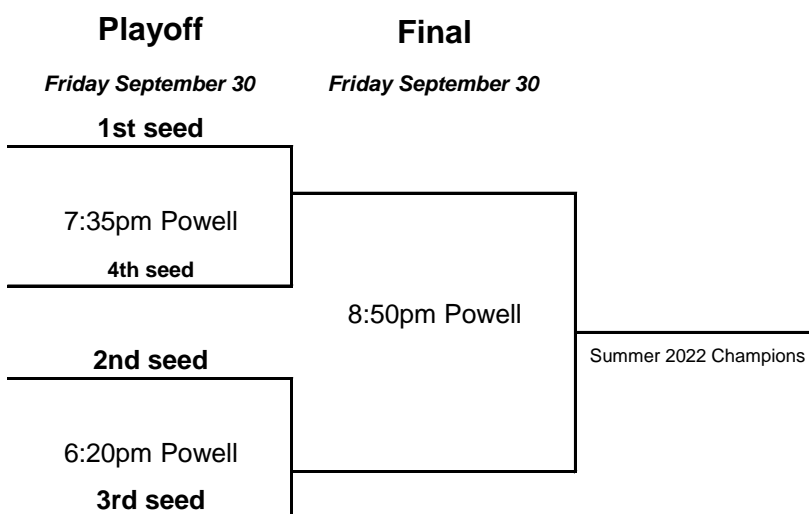 Playoff Final
Friday September 30 Friday September 30
1st seed
7:35pm Powell
4th seed
8:50pm Powell
2nd seed
Summer 2022 Champions
6:20pm Powell
3rd seed